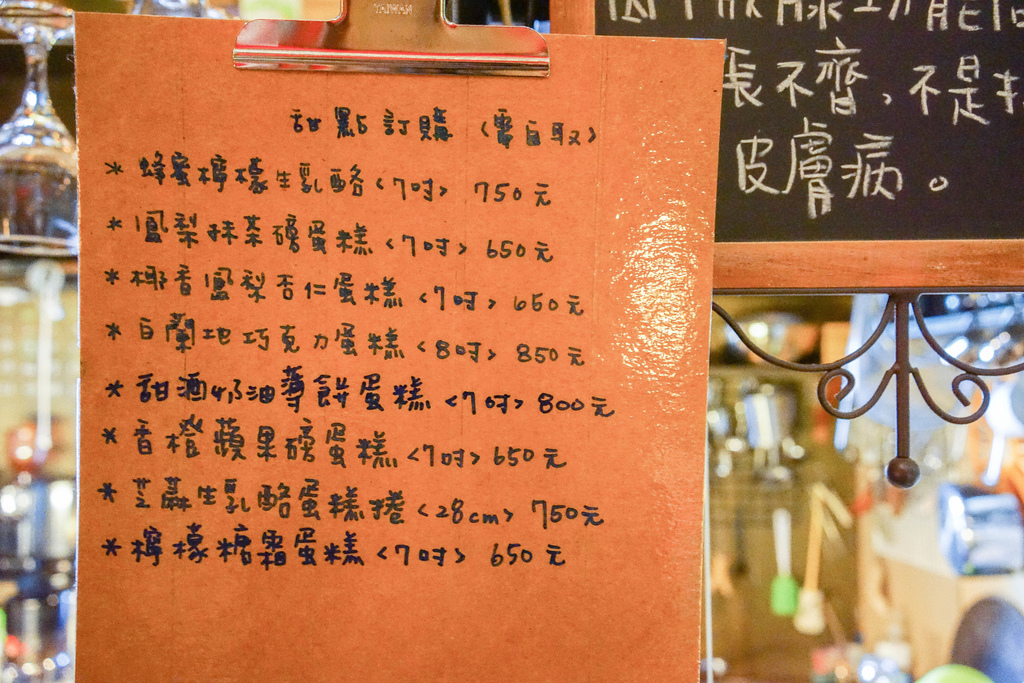 甜點訂購（需自取）
* 蜂蜜檸檬生乳酪<7吋> 750元
* 鳳梨抹茶磅蛋糕<7吋> 650元
* 椰香鳳梨杏仁蛋糕<7吋> 650元
* 白蘭地巧克力蛋糕<8吋> 850元
* 甜酒奶油薄餅蛋糕<7吋> 800元
* 香橙蘋果磅蛋糕<7吋> 650元
* 芝麻生乳酪蛋糕捲<28cm> 750元
* 檸檬糖霜蛋糕<7吋> 650元
功能
張不齊，不是
皮膚病。